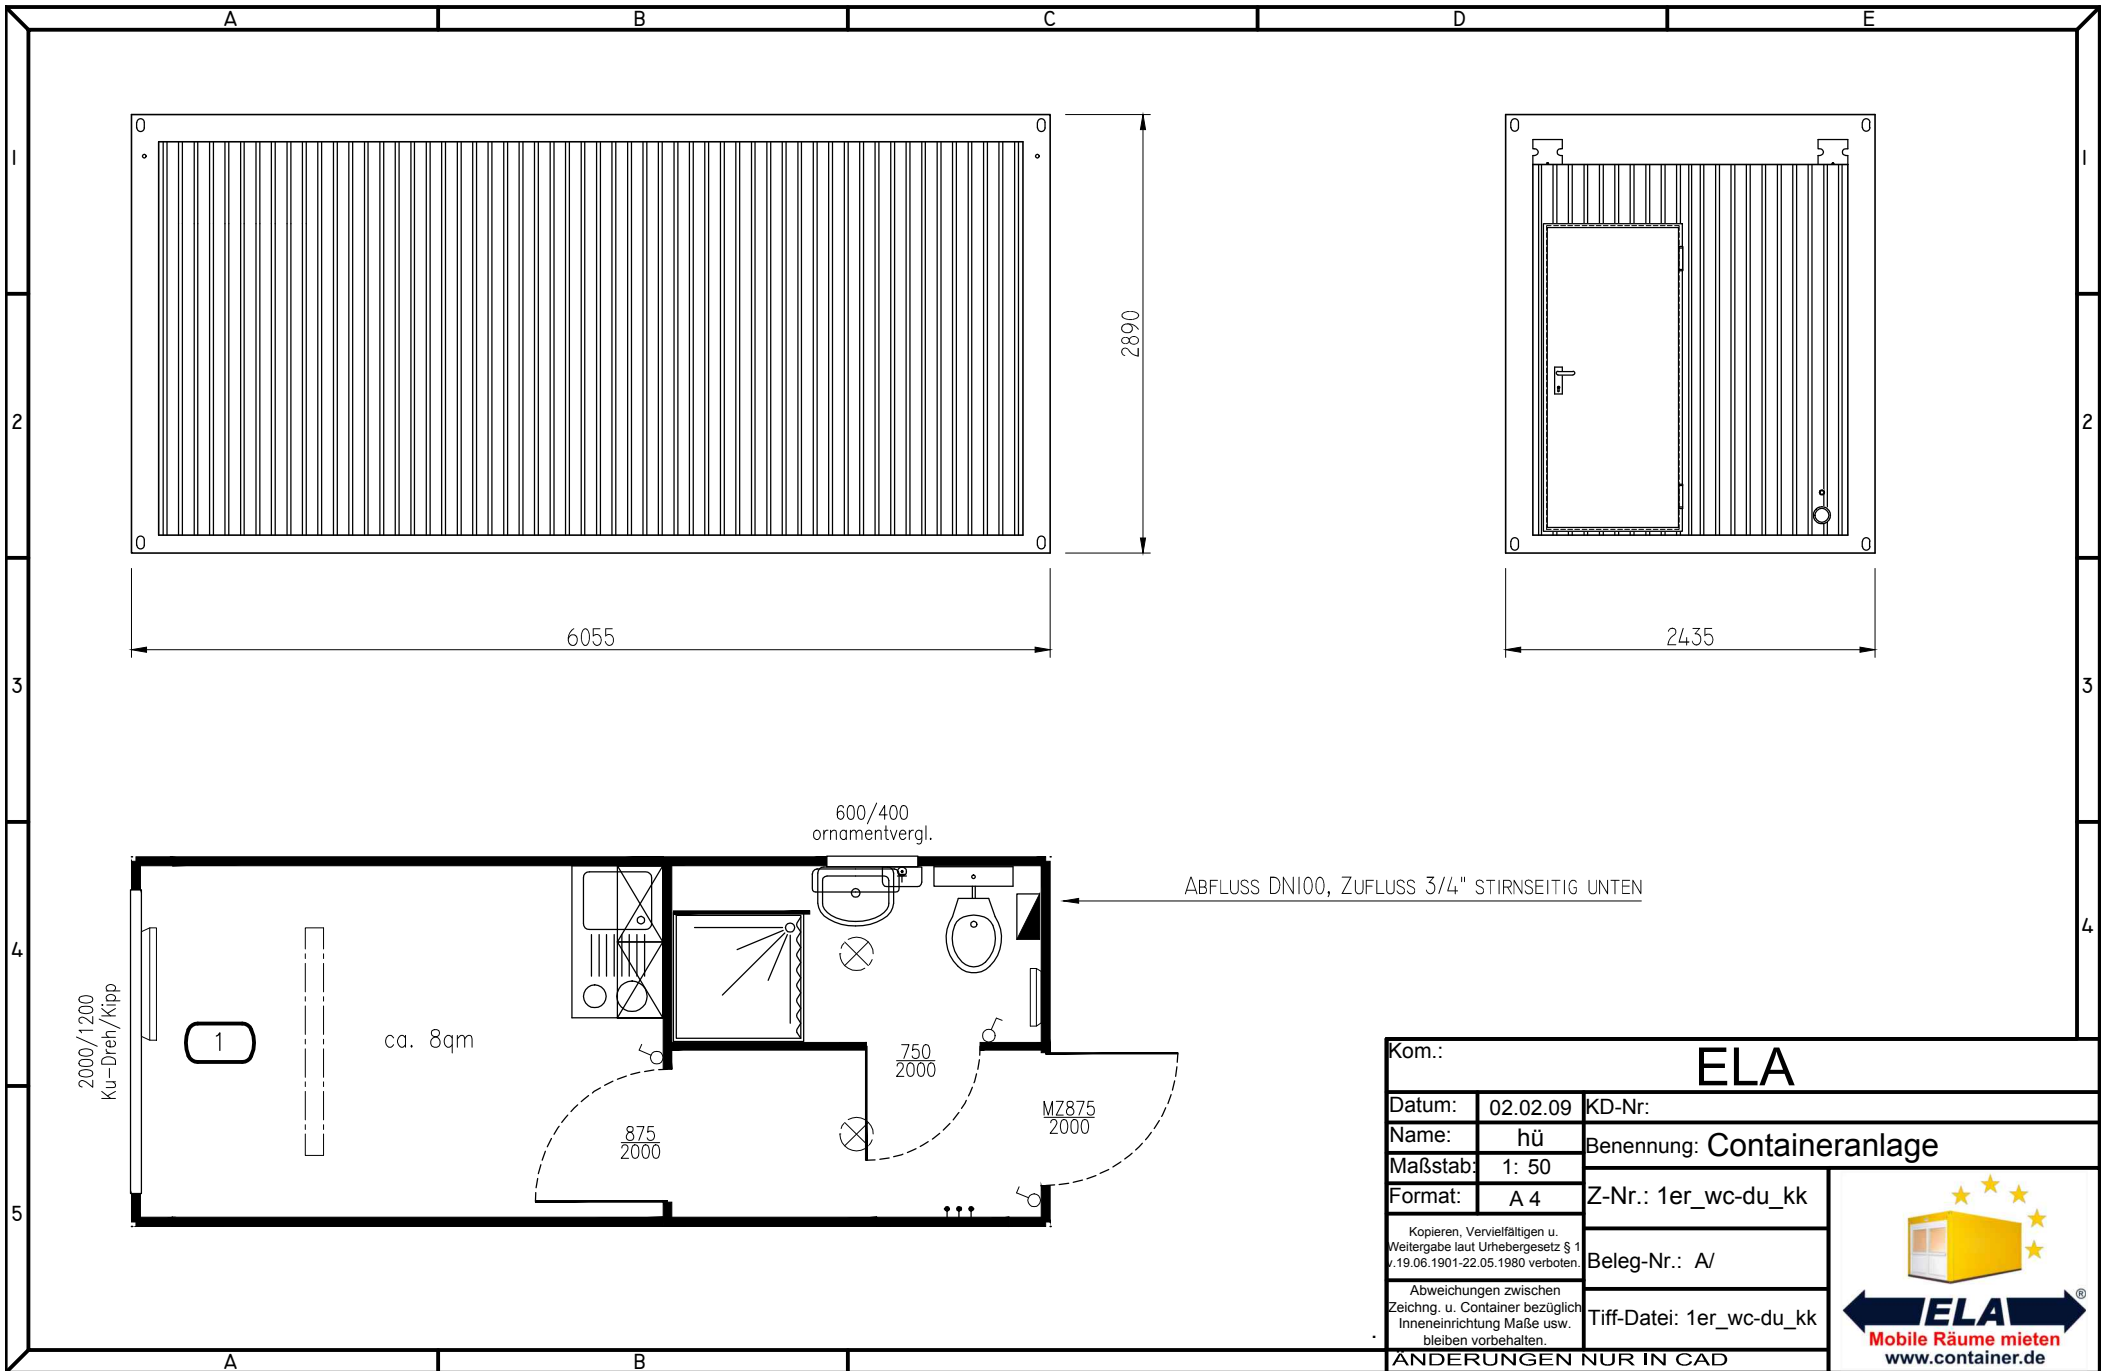 A B C D E
1 1
2 2
3 3
4 4
5
2890
6055
2435
600/400
ornamentvergl.
ABFLUSS DN100, ZUFLUSS 3/4" STIRNSEITIG UNTEN
2000/1200
Ku-Dreh/Kipp
1
ca. 8qm
875
2000
750
2000
MZ875
2000
Kom.: ELA
Datum: 02.02.09 KD-Nr:
Name: hü Benennung: Containeranlage
Maßstab: 1: 50
Format: A 4 Z-Nr.: 1er_wc-du_kk
Kopieren, Vervielfältigen u.
Weitergabe laut Urhebergesetz § 1
v.19.06.1901-22.05.1980 verboten.
Beleg-Nr.: A/
Abweichungen zwischen
Zeichng. u. Container bezüglich
Inneneinrichtung Maße usw.
bleiben vorbehalten.
Tiff-Datei: 1er_wc-du_kk
ÄNDERUNGEN NUR IN CAD
ELA ®
Mobile Räume mieten
www.container.de
A B